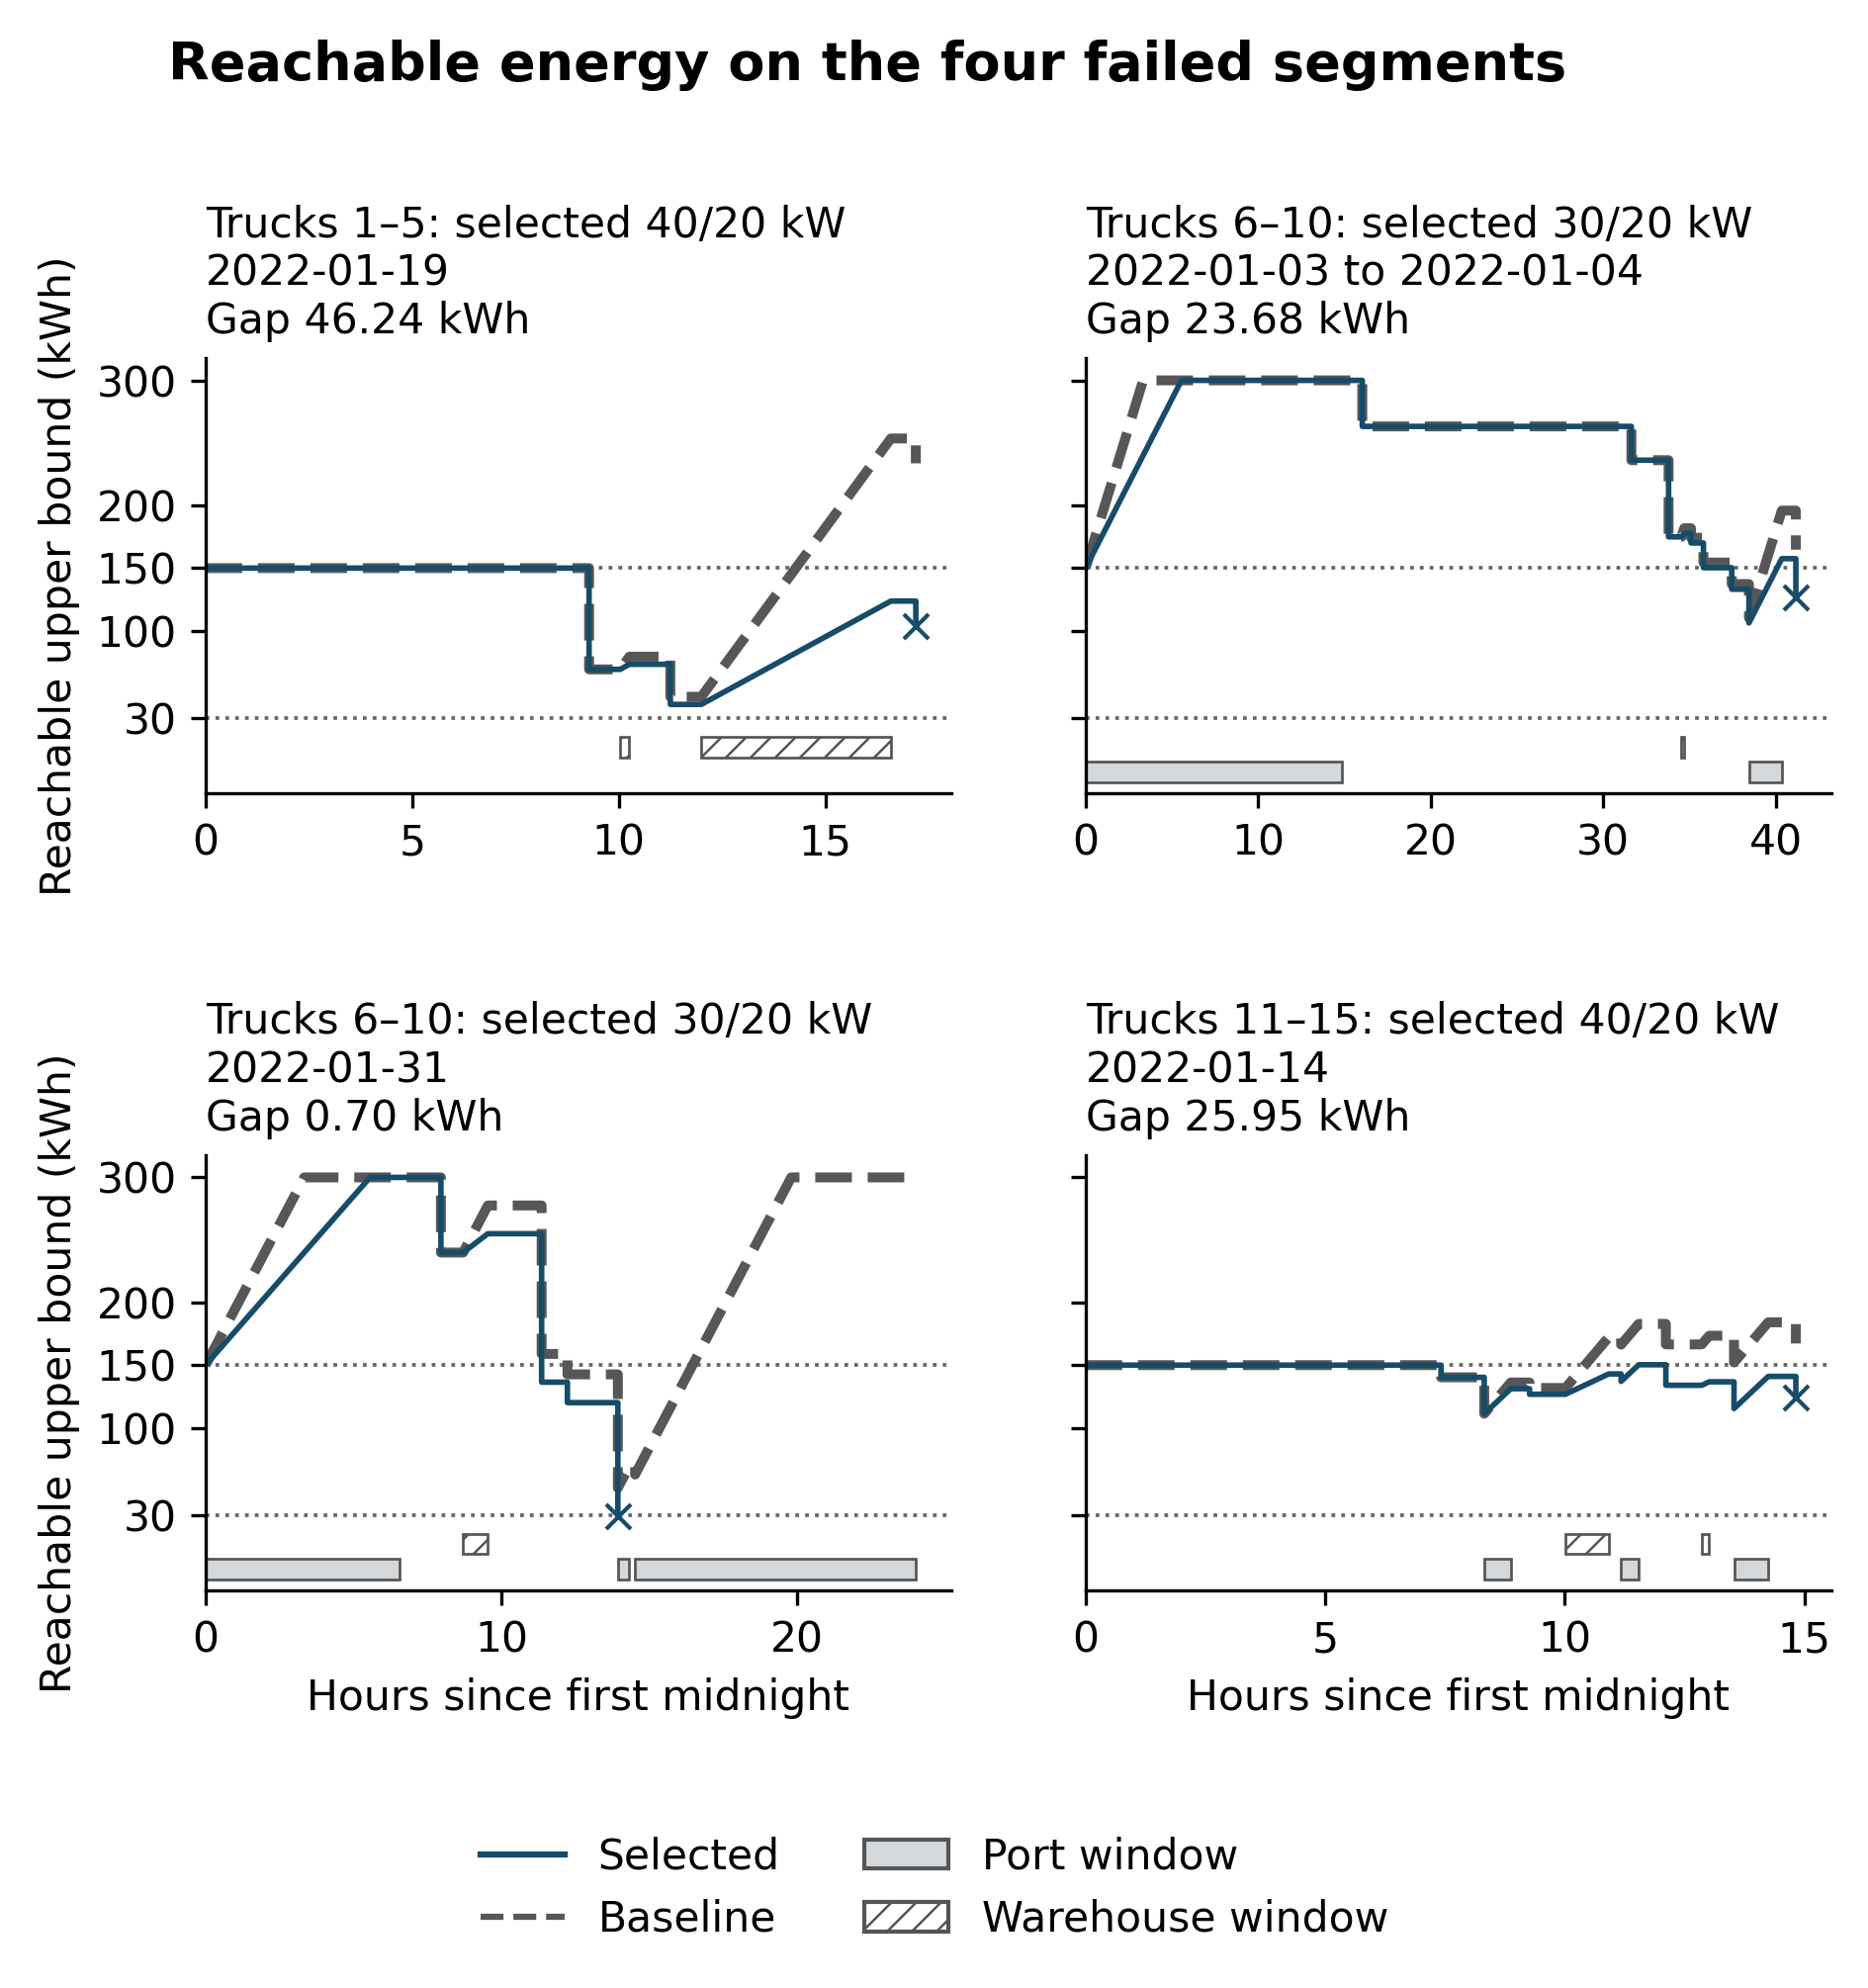 Reachable energy on the four failed segments
Trucks 1–5: selected 40/20 kW
2022-01-19
Gap 46.24 kWh
Reachable upper bound (kWh)
300
200
150
100
30
0 5 10 15
Trucks 6–10: selected 30/20 kW
2022-01-03 to 2022-01-04
Gap 23.68 kWh
0 10 20 30 40
Trucks 6–10: selected 30/20 kW
2022-01-31
Gap 0.70 kWh
Reachable upper bound (kWh)
300
200
150
100
30
0 10 20
Hours since first midnight
Trucks 11–15: selected 40/20 kW
2022-01-14
Gap 25.95 kWh
0 5 10 15
Hours since first midnight
Selected
Baseline
Port window
Warehouse window